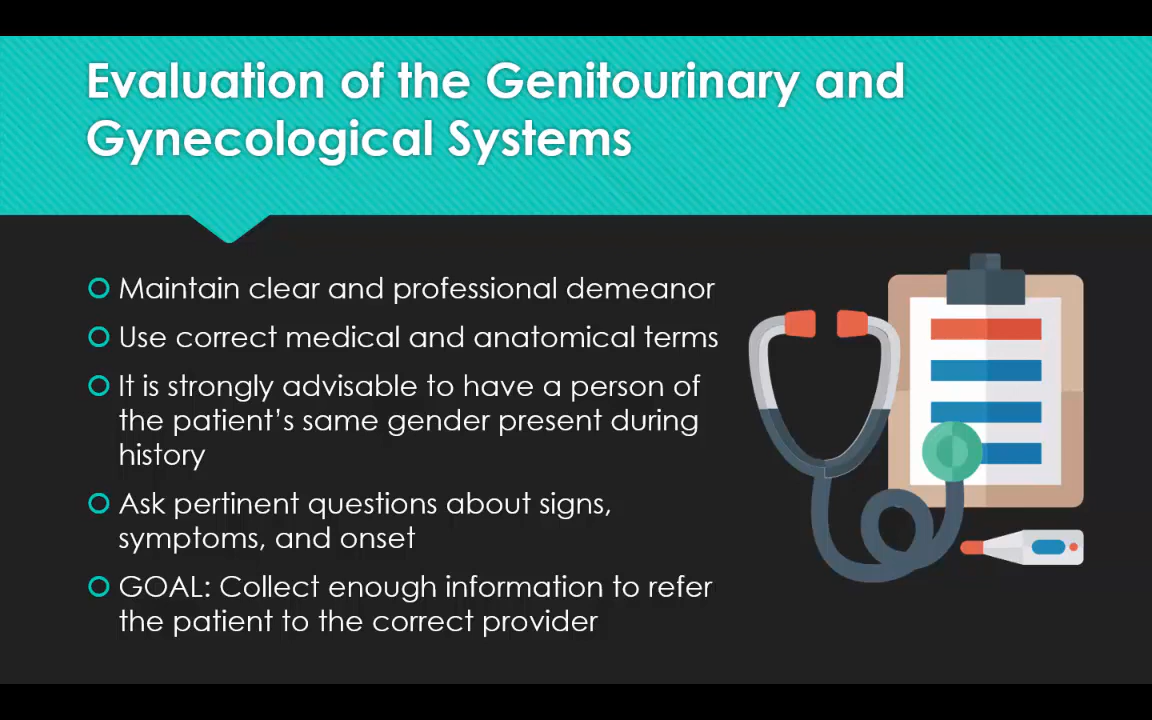 Evaluation of the Genitourinary and
Gynecological Systems
Maintain clear and professional demeanor
Use correct medical and anatomical terms
It is strongly advisable to have a person of
the patient’s same gender present during
history
Ask pertinent questions about signs,
symptoms, and onset
GOAL: Collect enough information to refer
the patient to the correct provider